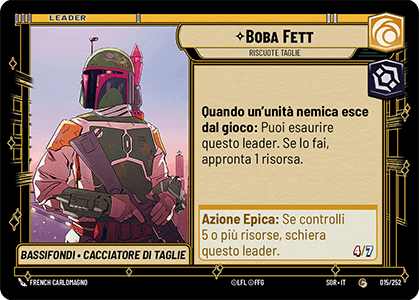 LEADER
✧BOBA FETT
RISCUOTE TAGLIE
Quando un'unità nemica esce
dal gioco: Puoi esaurire
questo leader. Se lo fai,
appronta 1 risorsa.
Azione Epica: Se controlli
5 o più risorse, schiera
questo leader.
4/7
BASSIFONDI • CACCIATORE DI TAGLIE
FRENCH CARLOMAGNO
©LFL ©FFG
SOR • IT
C
015/252